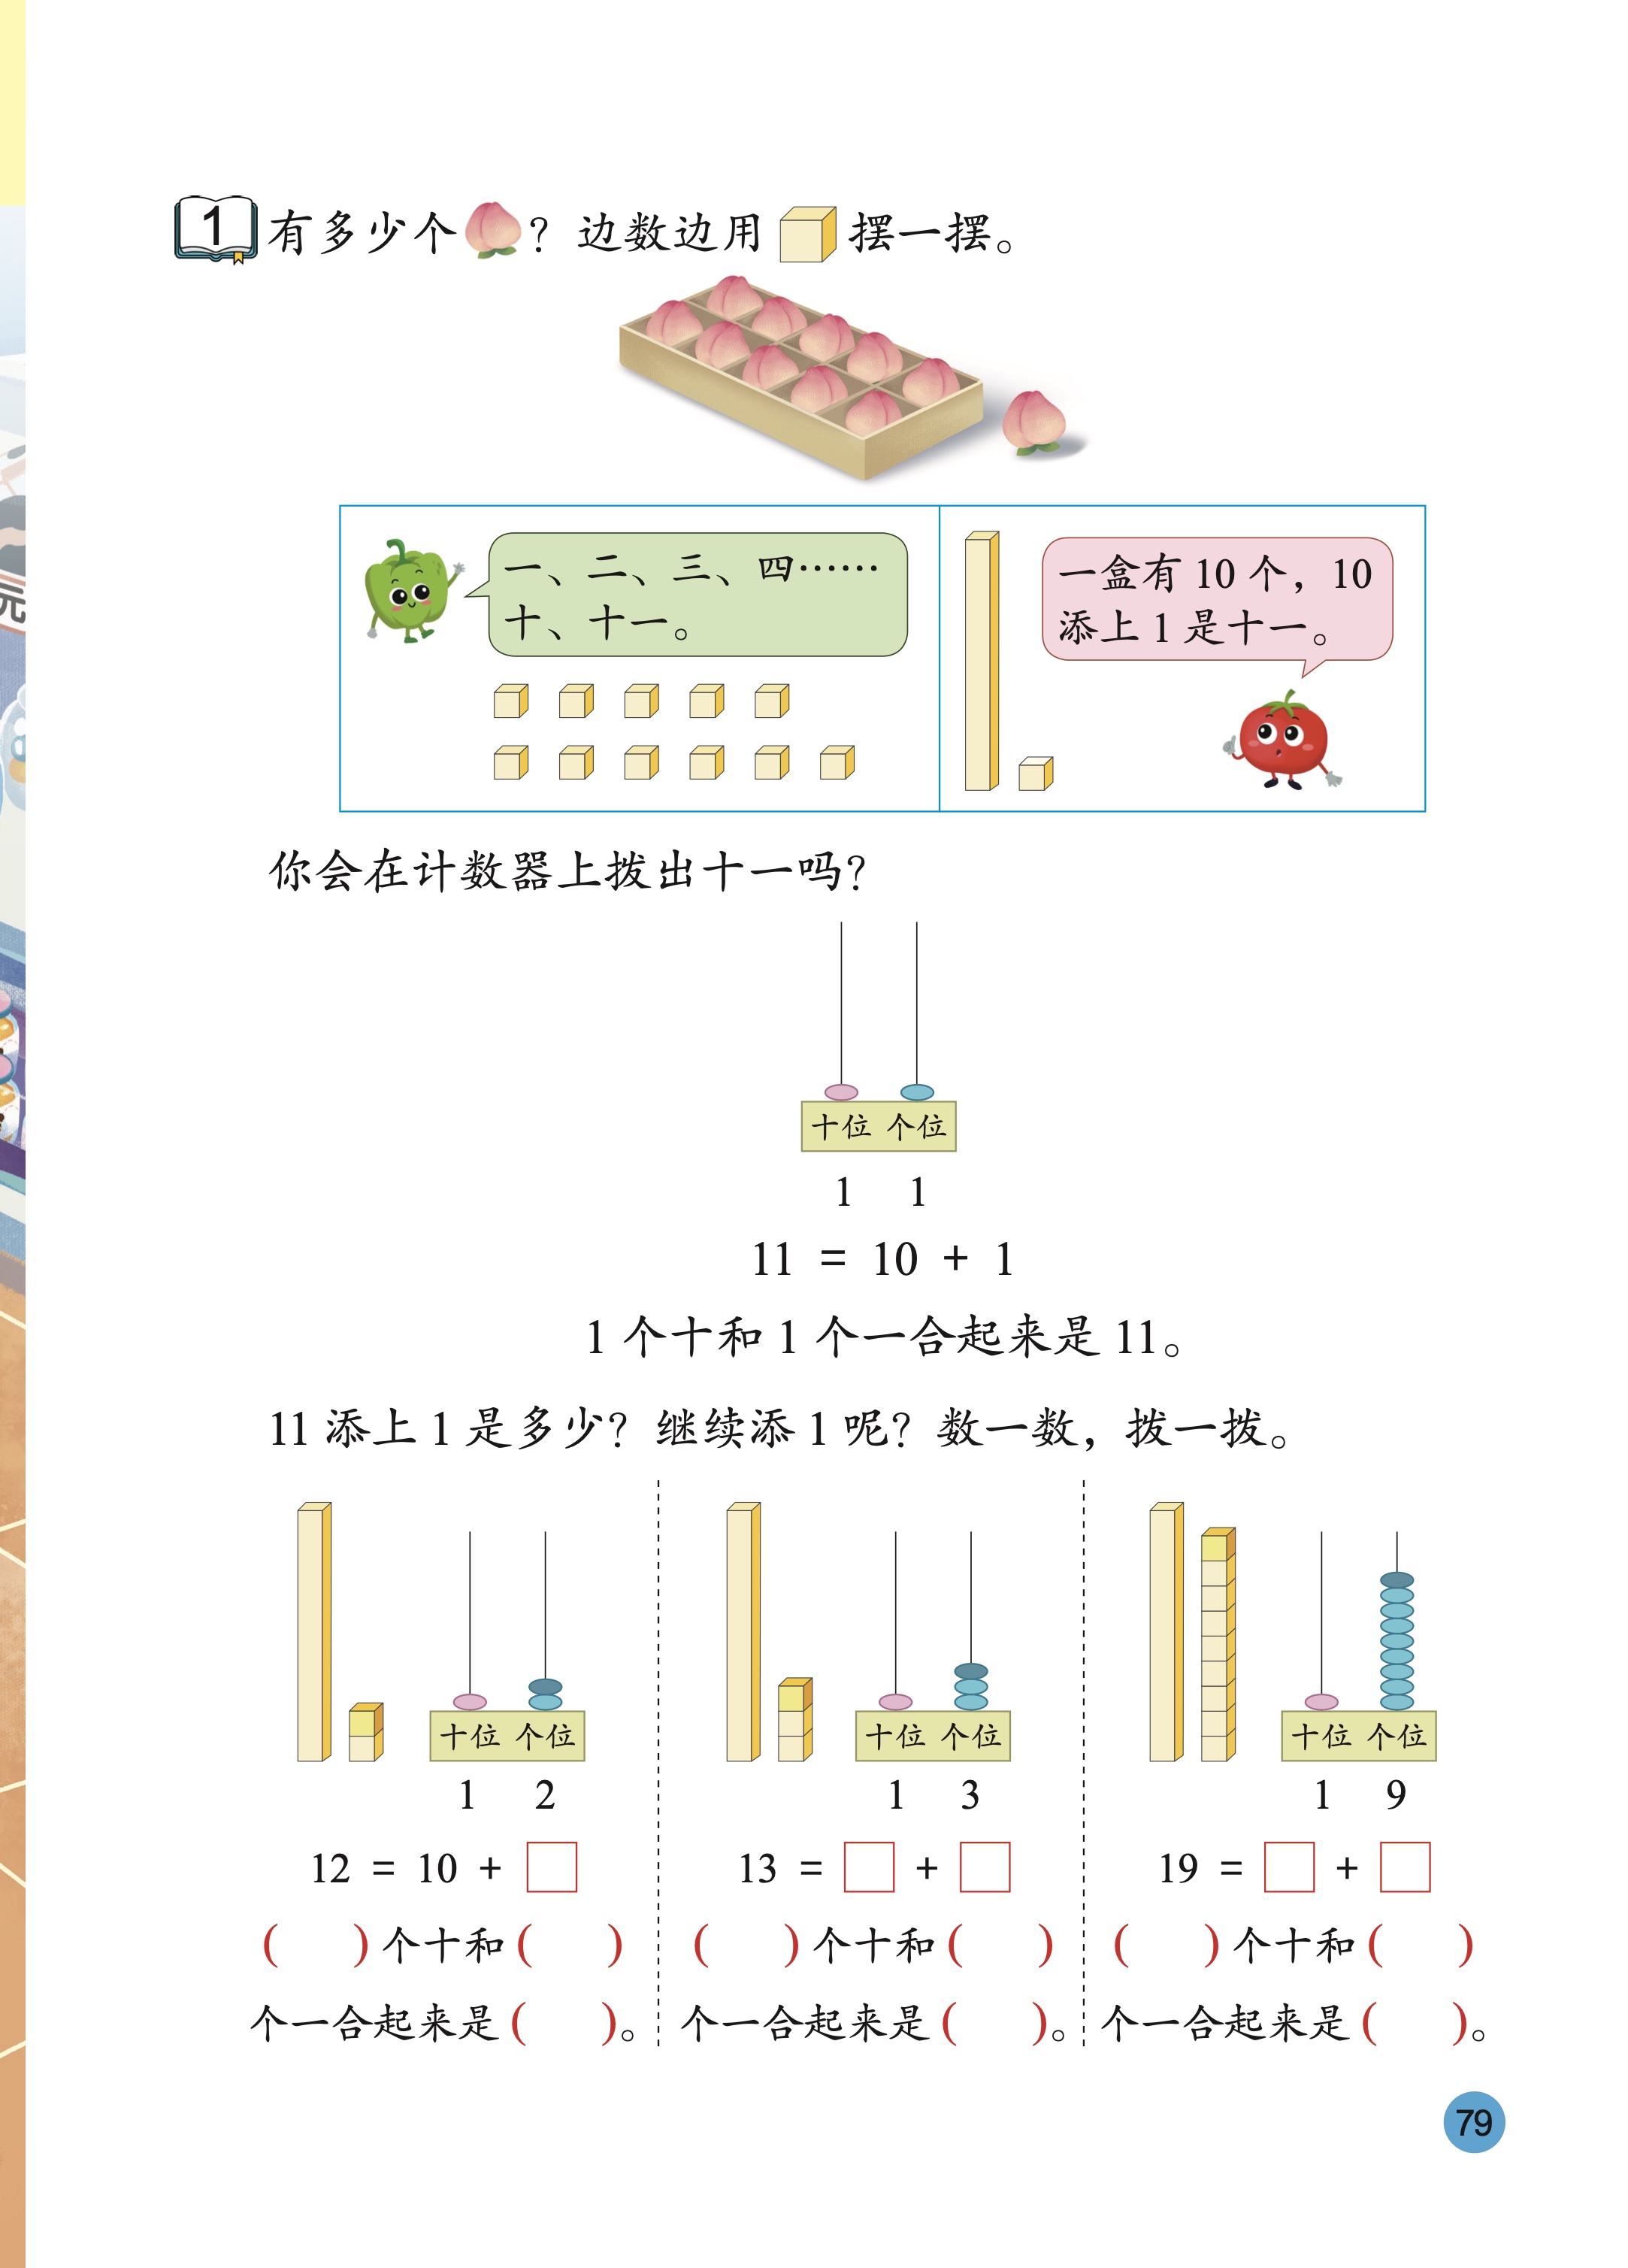 1 有多少个 ？边数边用 摆一摆。
一、二、三、四……
十、十一。
一盒有 10 个，10
添上 1 是十一。
你会在计数器上拨出十一吗？
十位 个位
1 1
11 = 10 + 1
1 个十和 1 个一合起来是 11。
11 添上 1 是多少？继续添 1 呢？数一数，拨一拨。
十位 个位
1 2
12 = 10 + □
（ ）个十和（ ）
个一合起来是（ ）。
十位 个位
1 3
13 = □ + □
（ ）个十和（ ）
个一合起来是（ ）。
十位 个位
1 9
19 = □ + □
（ ）个十和（ ）
个一合起来是（ ）。
79